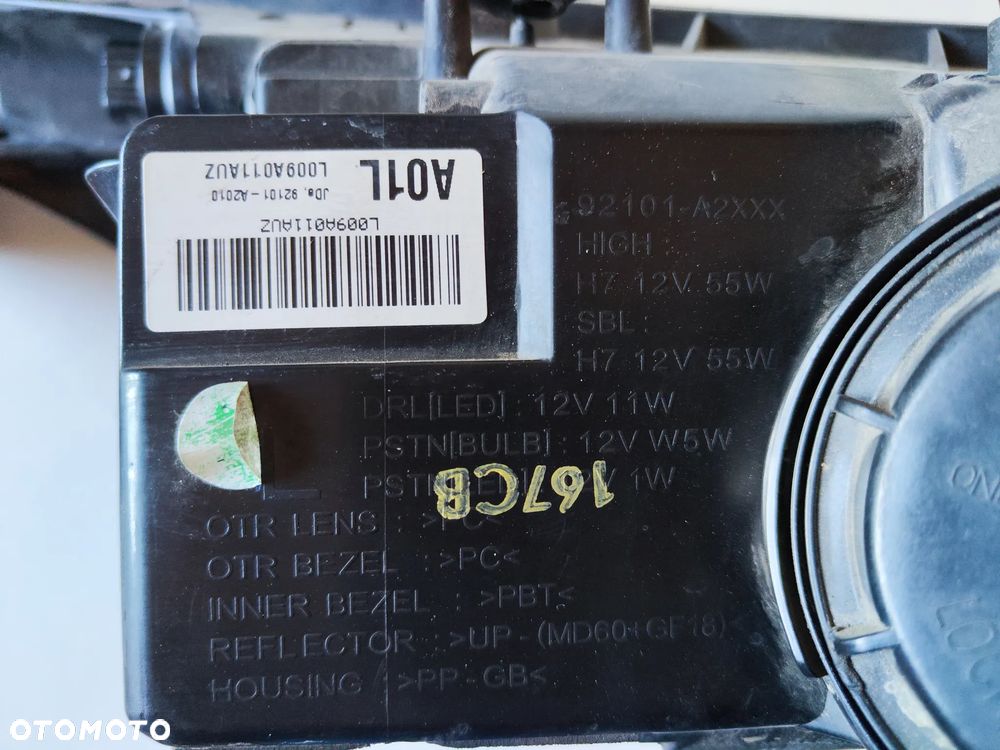 A01L
L009A011AUZ
JDa, 92101-A2010
L009A011AUZ
92101-A2XXX
HIGH :
H7 12V 55W
SBL :
H7 12V 55W
DRL[LED] : 12V 11W
PSTN[BULB] : 12V W5W
1W
167CB
OTR LENS : >PC<
OTR BEZEL : >PC<
INNER BEZEL : >PBT<
REFLECTOR : >UP-(MD60+GF18)<
HOUSING : >PP-GB<
OTOMOTO